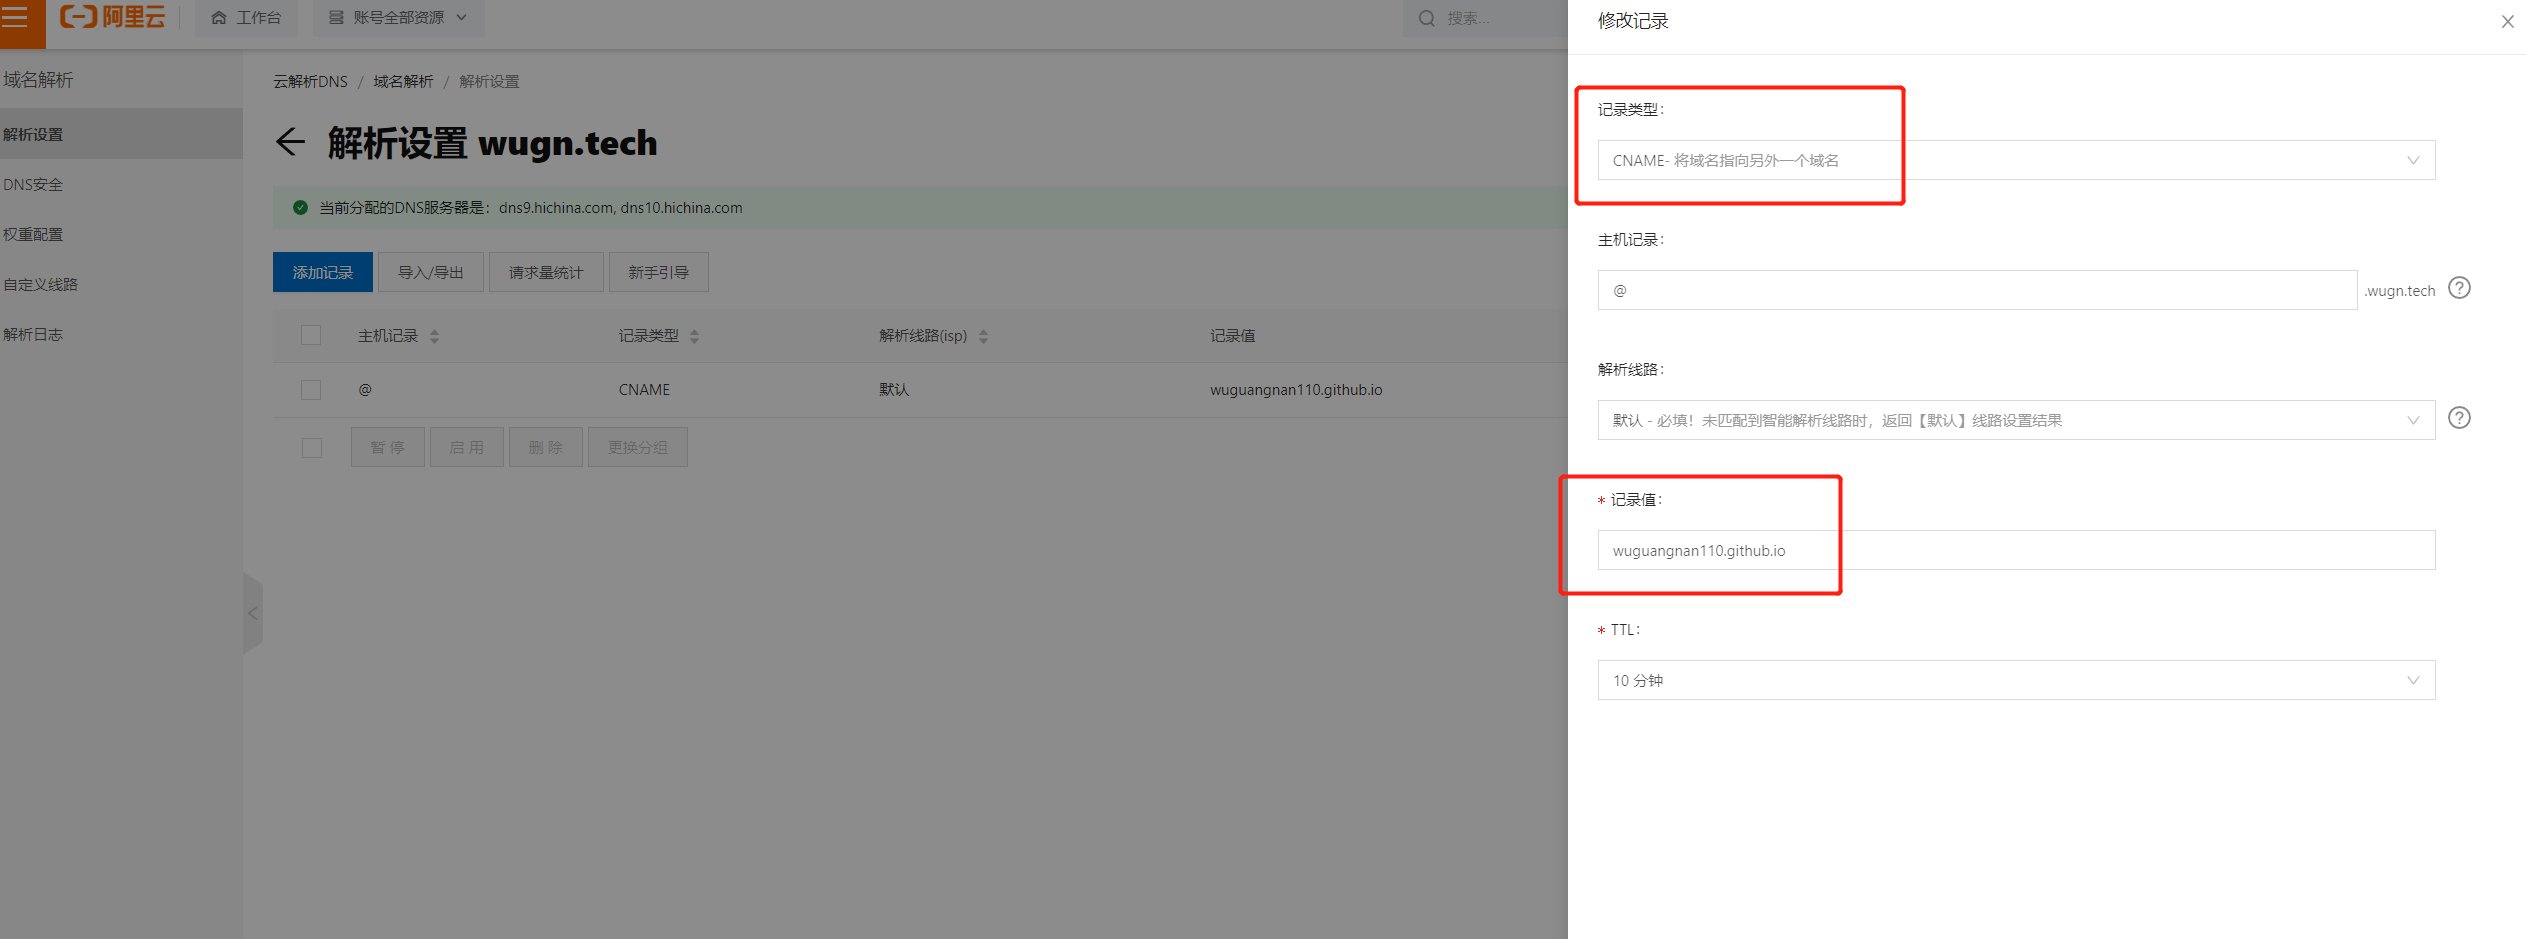 阿里云
工作台
账号全部资源
搜索...
域名解析
解析设置
DNS安全
权重配置
自定义线路
解析日志
云解析DNS / 域名解析 / 解析设置
解析设置 wugn.tech
当前分配的DNS服务器是：dns9.hichina.com, dns10.hichina.com
添加记录
导入/导出
请求量统计
新手引导
主机记录 记录类型 解析线路(isp) 记录值
@ CNAME 默认 wuguangnan110.github.io
暂 停
启 用
删 除
更换分组
修改记录
记录类型：
CNAME- 将域名指向另外一个域名
主机记录：
@ .wugn.tech
解析线路：
默认 - 必填！未匹配到智能解析线路时，返回【默认】线路设置结果
* 记录值：
wuguangnan110.github.io
* TTL：
10 分钟